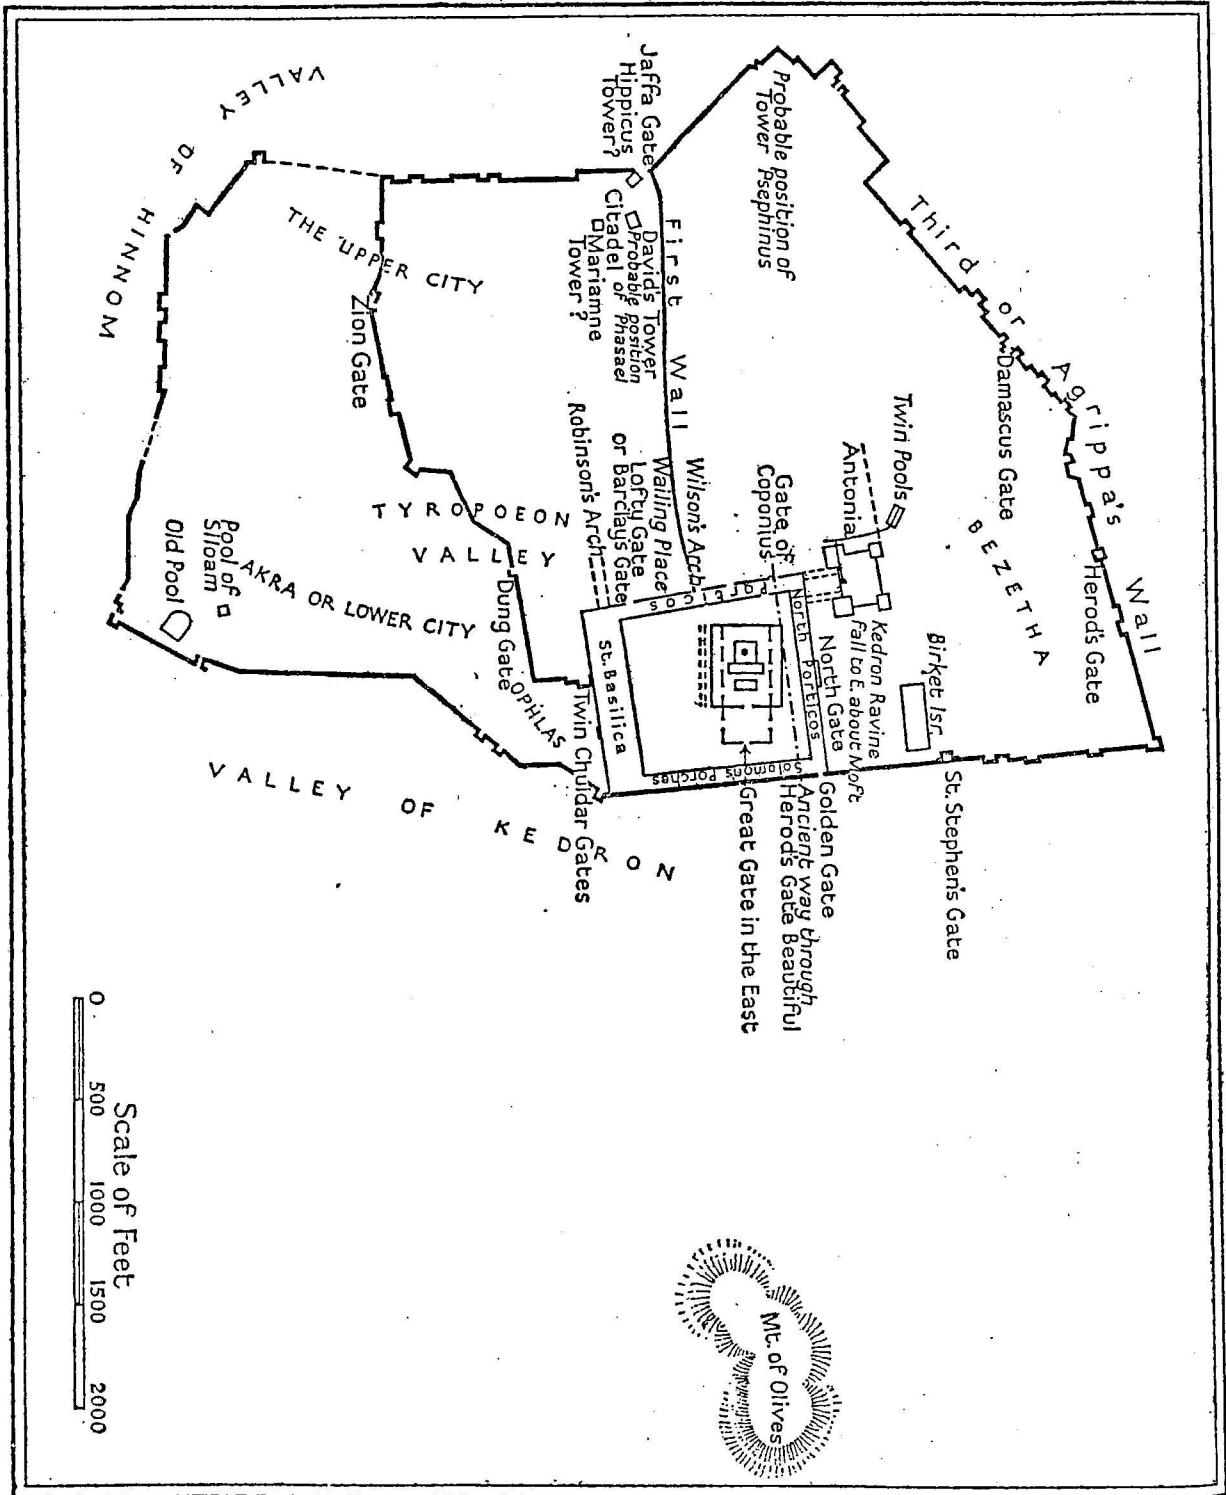 Third or Agrippa's Wall
Herod's Gate
Damascus Gate
BEZETHA
St. Stephen's Gate
Birket Isr.
Twin Pools
Antonia
Kedron Ravine
fall to E. about
North Gate
Golden Gate
Probable position of
Tower Psephinus
Gate of
Coponius
North Porticos
Porticos
Solomon's Porches
St. Basilica
Ancient way through
Herod's Gate Beautiful
Great Gate in the East
Mt. of Olives
First Wall
Wilson's Arch
Wailing Place
Lofty Gate
or Barclay's Gate
Robinson's Arch
Jaffa Gate
Hippicus
Tower?
David's Tower
Probable position
Citadel of Phasael
Mariamne
Tower?
Twin Chuldar Gates
TYROPOEON
VALLEY
Dung Gate
OPHLAS
Zion Gate
THE UPPER CITY
AKRA OR LOWER CITY
Pool of
Siloam
Old Pool
VALLEY OF HINNOM
VALLEY OF KEDRON
Scale of Feet
0 500 1000 1500 2000